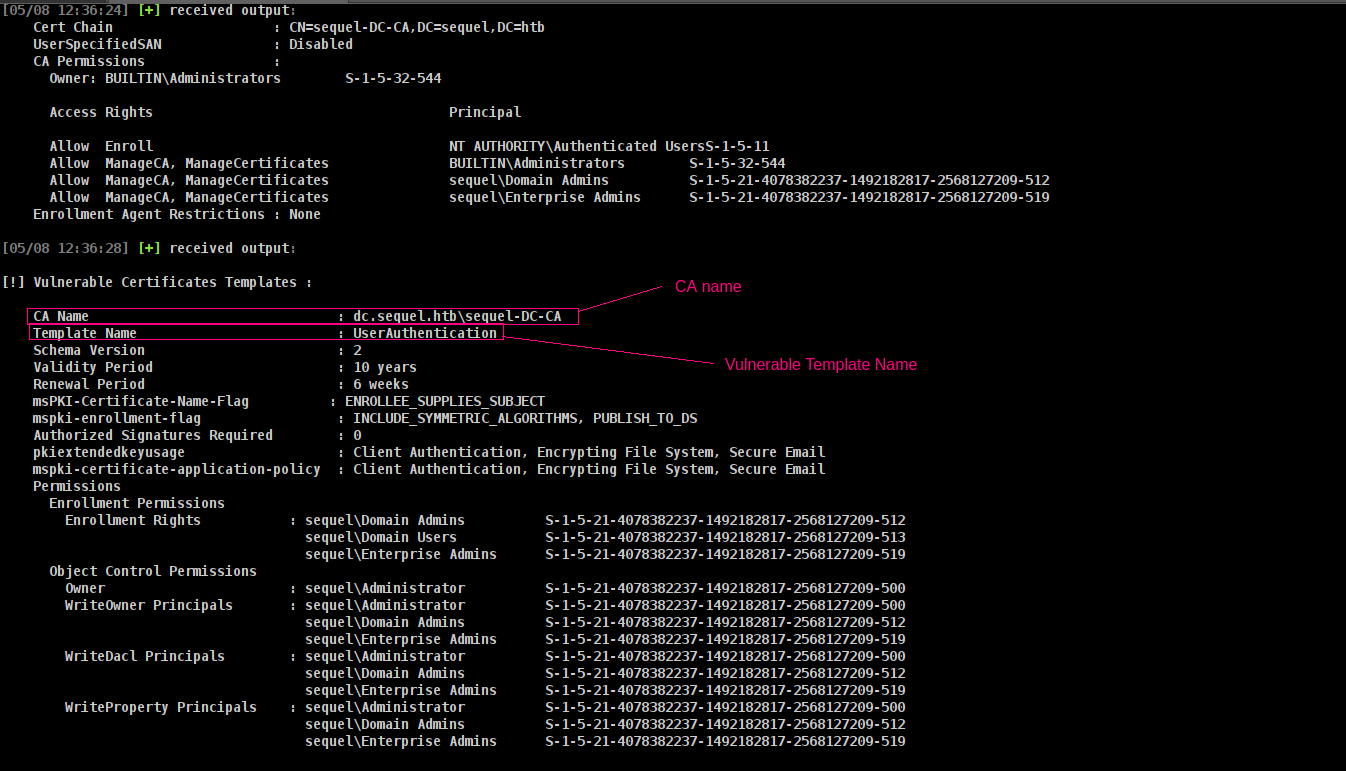 [05/08 12:36:24] [+] received output:
Cert Chain : CN=sequel-DC-CA,DC=sequel,DC=htb
UserSpecifiedSAN : Disabled
CA Permissions :
Owner: BUILTIN\Administrators S-1-5-32-544
Access Rights Principal
Allow Enroll NT AUTHORITY\Authenticated UsersS-1-5-11
Allow ManageCA, ManageCertificates BUILTIN\Administrators S-1-5-32-544
Allow ManageCA, ManageCertificates sequel\Domain Admins S-1-5-21-4078382237-1492182817-2568127209-512
Allow ManageCA, ManageCertificates sequel\Enterprise Admins S-1-5-21-4078382237-1492182817-2568127209-519
Enrollment Agent Restrictions : None
[05/08 12:36:28] [+] received output:
[!] Vulnerable Certificates Templates :
CA name
CA Name : dc.sequel.htb\sequel-DC-CA
Template Name : UserAuthentication
Schema Version : 2
Vulnerable Template Name
Validity Period : 10 years
Renewal Period : 6 weeks
msPKI-Certificate-Name-Flag : ENROLLEE_SUPPLIES_SUBJECT
mspki-enrollment-flag : INCLUDE_SYMMETRIC_ALGORITHMS, PUBLISH_TO_DS
Authorized Signatures Required : 0
pkiextendedkeyusage : Client Authentication, Encrypting File System, Secure Email
mspki-certificate-application-policy : Client Authentication, Encrypting File System, Secure Email
Permissions
Enrollment Permissions
Enrollment Rights : sequel\Domain Admins S-1-5-21-4078382237-1492182817-2568127209-512
sequel\Domain Users S-1-5-21-4078382237-1492182817-2568127209-513
sequel\Enterprise Admins S-1-5-21-4078382237-1492182817-2568127209-519
Object Control Permissions
Owner : sequel\Administrator S-1-5-21-4078382237-1492182817-2568127209-500
WriteOwner Principals : sequel\Administrator S-1-5-21-4078382237-1492182817-2568127209-500
sequel\Domain Admins S-1-5-21-4078382237-1492182817-2568127209-512
sequel\Enterprise Admins S-1-5-21-4078382237-1492182817-2568127209-519
WriteDacl Principals : sequel\Administrator S-1-5-21-4078382237-1492182817-2568127209-500
sequel\Domain Admins S-1-5-21-4078382237-1492182817-2568127209-512
sequel\Enterprise Admins S-1-5-21-4078382237-1492182817-2568127209-519
WriteProperty Principals : sequel\Administrator S-1-5-21-4078382237-1492182817-2568127209-500
sequel\Domain Admins S-1-5-21-4078382237-1492182817-2568127209-512
sequel\Enterprise Admins S-1-5-21-4078382237-1492182817-2568127209-519